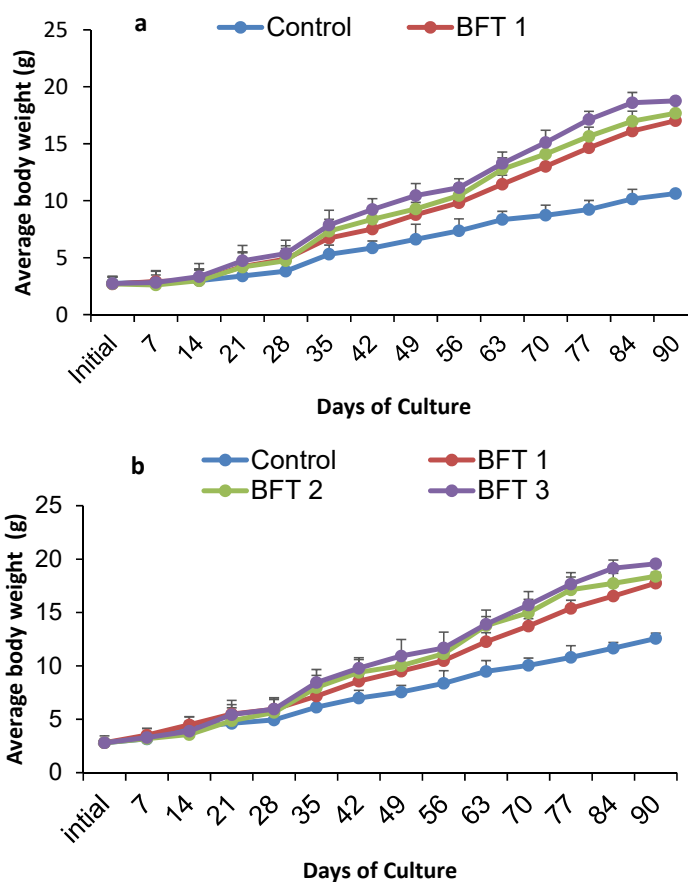 a
Control BFT 1
Average body weight (g)
25
20
15
10
5
0
Initial 7 14 21 28 35 42 49 56 63 70 77 84 90
Days of Culture
b
Control BFT 1
BFT 2 BFT 3
Average body weight (g)
25
20
15
10
5
0
intial 7 14 21 28 35 42 49 56 63 70 77 84 90
Days of Culture